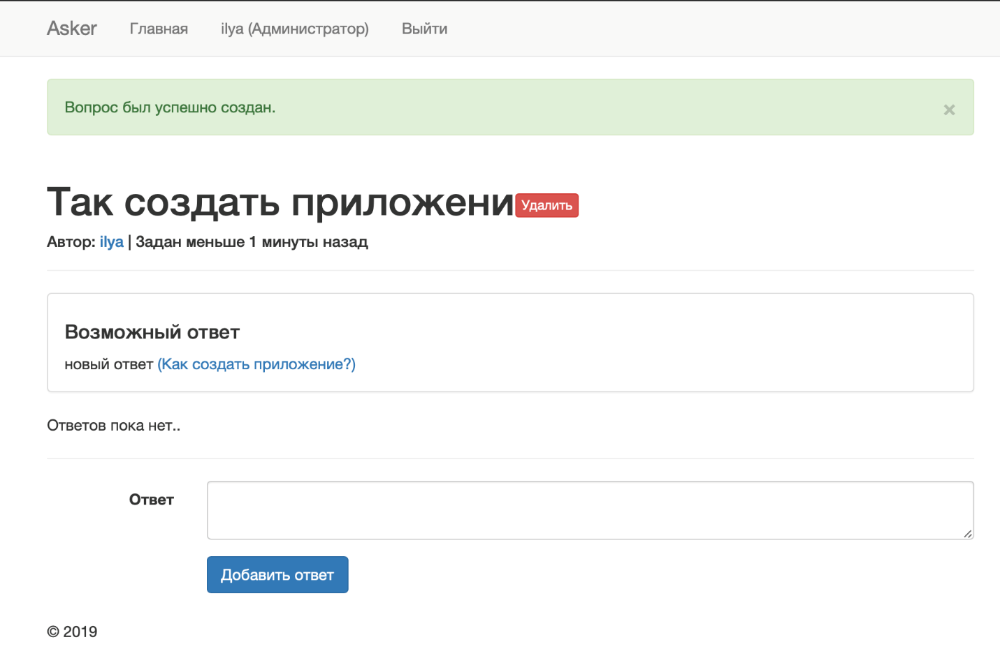 Asker Главная ilya (Администратор) Выйти
Вопрос был успешно создан. ×
Так создать приложени Удалить
Автор: ilya | Задан меньше 1 минуты назад
Возможный ответ
новый ответ (Как создать приложение?)
Ответов пока нет..
Ответ
Добавить ответ
© 2019